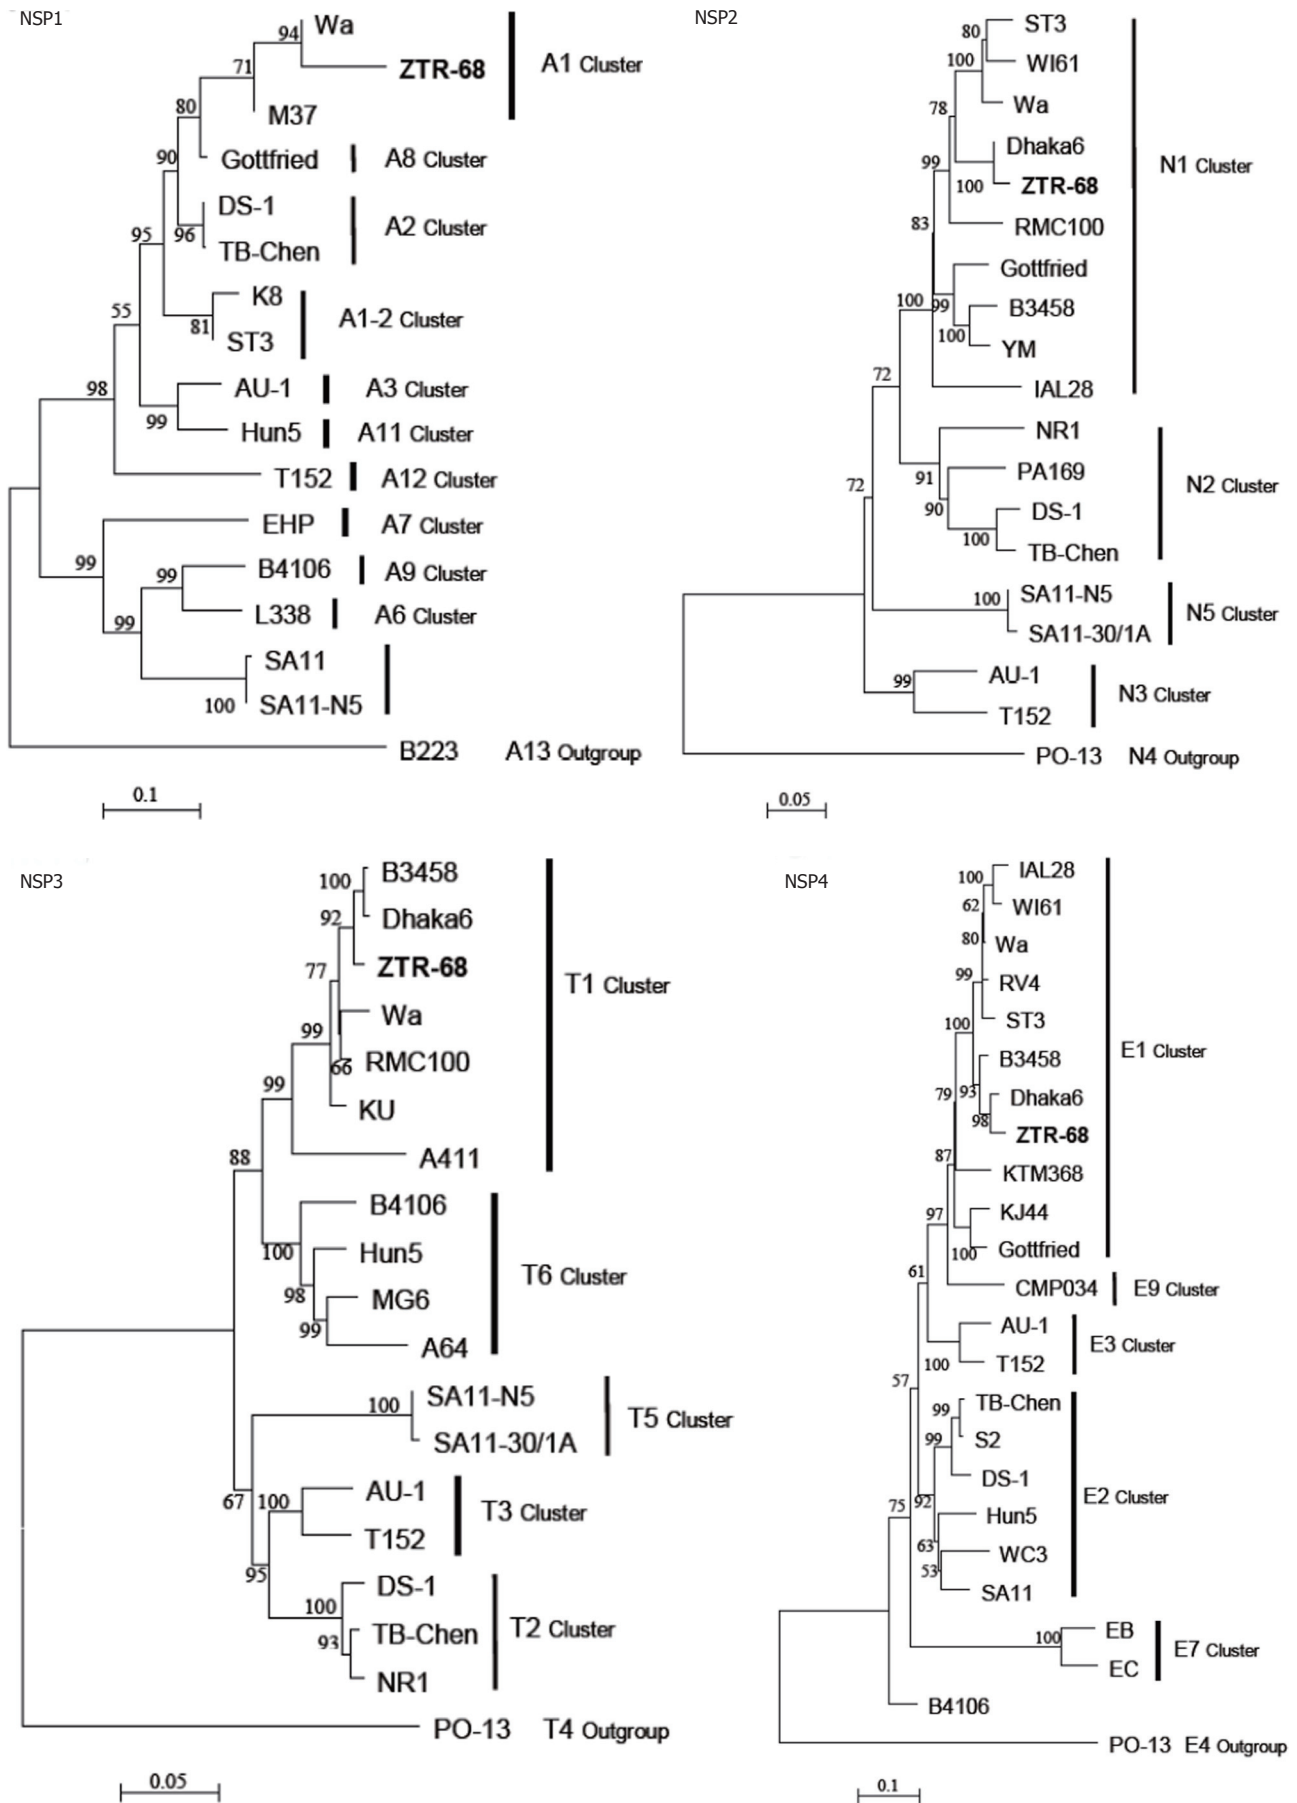 NSP1
94
Wa
ZTR-68
A1 Cluster
71
M37
80
Gottfried
A8 Cluster
90
DS-1
A2 Cluster
96
TB-Chen
95
K8
A1-2 Cluster
81
ST3
55
AU-1
A3 Cluster
98
99
Hun5
A11 Cluster
T152
A12 Cluster
EHP
A7 Cluster
99
99
B4106
A9 Cluster
L338
A6 Cluster
99
SA11
100
SA11-N5
B223
A13 Outgroup
0.1
NSP2
80
ST3
100
WI61
Wa
78
Dhaka6
99
100
ZTR-68
N1 Cluster
83
RMC100
Gottfried
100
99
B3458
100
YM
72
IAL28
NR1
91
PA169
72
N2 Cluster
90
DS-1
100
TB-Chen
100
SA11-N5
N5 Cluster
SA11-30/1A
99
AU-1
N3 Cluster
T152
PO-13
N4 Outgroup
0.05
NSP3
100
B3458
92
Dhaka6
77
ZTR-68
T1 Cluster
Wa
99
66
RMC100
99
KU
88
A411
B4106
100
Hun5
T6 Cluster
98
MG6
99
A64
100
SA11-N5
T5 Cluster
SA11-30/1A
67
100
AU-1
T3 Cluster
T152
95
DS-1
100
T2 Cluster
93
TB-Chen
NR1
PO-13
T4 Outgroup
0.05
NSP4
100
IAL28
62
WI61
80
Wa
99
RV4
100
ST3
E1 Cluster
B3458
79
93
Dhaka6
98
ZTR-68
87
KTM368
97
KJ44
100
Gottfried
61
CMP034
E9 Cluster
AU-1
E3 Cluster
100
T152
57
99
TB-Chen
99
S2
DS-1
75
92
E2 Cluster
Hun5
63
WC3
53
SA11
100
EB
E7 Cluster
EC
B4106
PO-13
E4 Outgroup
0.1